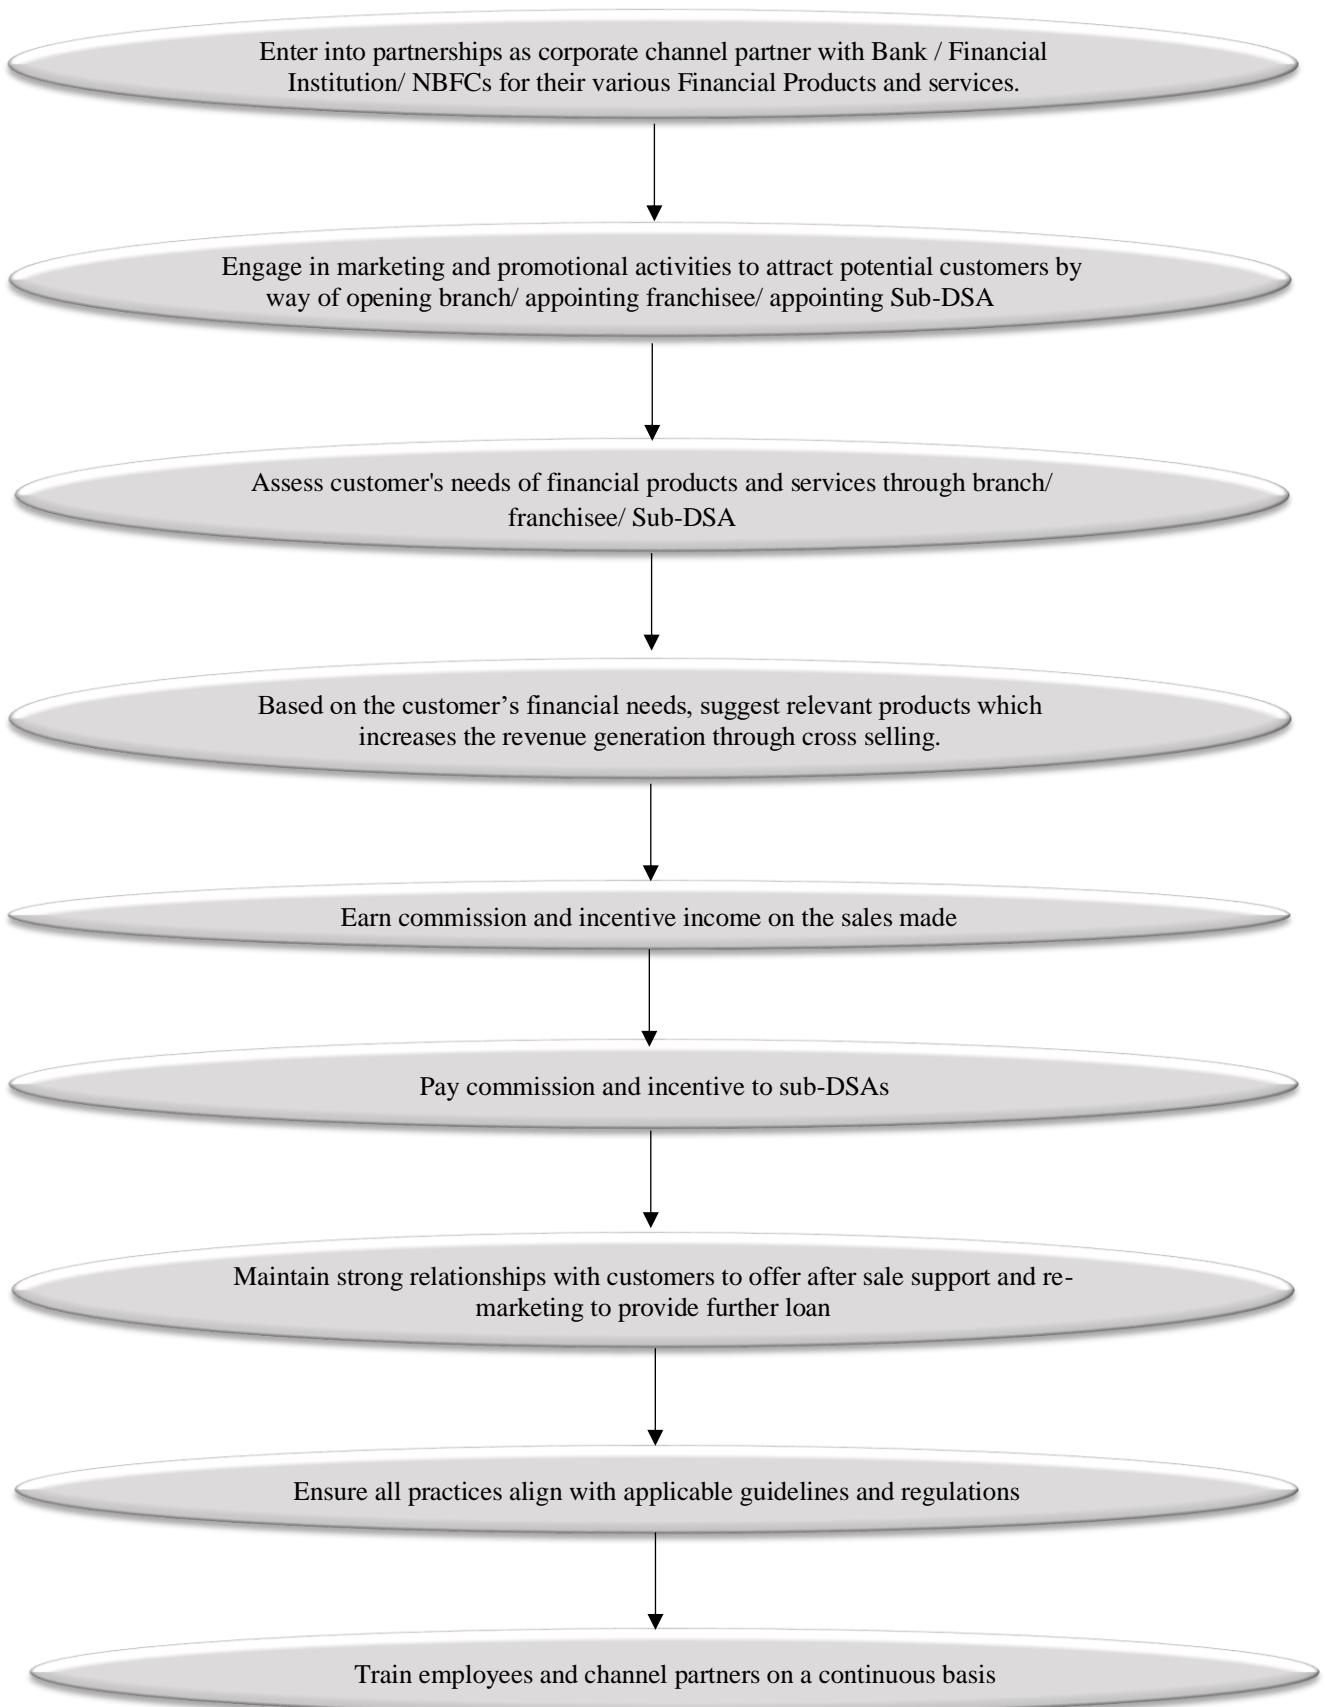 Enter into partnerships as corporate channel partner with Bank / Financial
Institution/ NBFCs for their various Financial Products and services.
Engage in marketing and promotional activities to attract potential customers by
way of opening branch/ appointing franchisee/ appointing Sub-DSA
Assess customer's needs of financial products and services through branch/
franchisee/ Sub-DSA
Based on the customer’s financial needs, suggest relevant products which
increases the revenue generation through cross selling.
Earn commission and incentive income on the sales made
Pay commission and incentive to sub-DSAs
Maintain strong relationships with customers to offer after sale support and re-
marketing to provide further loan
Ensure all practices align with applicable guidelines and regulations
Train employees and channel partners on a continuous basis